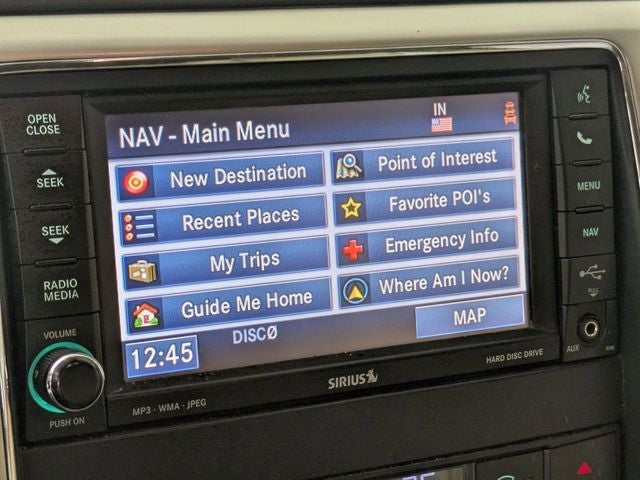 OPEN
CLOSE
SEEK
SEEK
RADIO
MEDIA
VOLUME
PUSH ON
NAV - Main Menu
IN
New Destination
Point of Interest
Recent Places
Favorite POI's
My Trips
Emergency Info
Guide Me Home
Where Am I Now?
12:45
DISCØ
MAP
MENU
NAV
PULL
AUX
MP3 - WMA - JPEG
SIRIUS
HARD DISC DRIVE